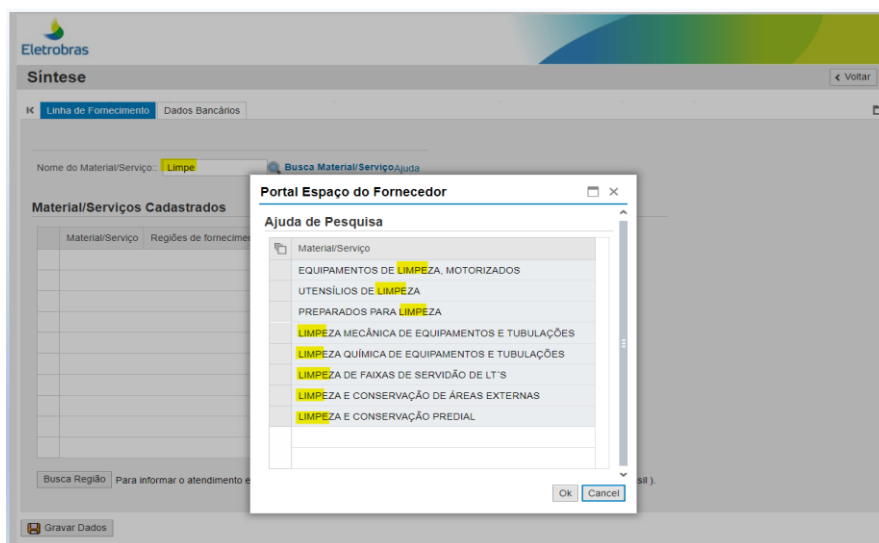 Eletrobras
Síntese
Voltar
Linha de Fornecimento Dados Bancários
Nome do Material/Serviço: Limpe Busca Material/Serviço Ajuda
Material/Serviços Cadastrados
Material/Serviço Regiões de fornecime
Portal Espaço do Fornecedor
Ajuda de Pesquisa
Material/Serviço
EQUIPAMENTOS DE LIMPEZA, MOTORIZADOS
UTENSÍLIOS DE LIMPEZA
PREPARADOS PARA LIMPEZA
LIMPEZA MECÂNICA DE EQUIPAMENTOS E TUBULAÇÕES
LIMPEZA QUÍMICA DE EQUIPAMENTOS E TUBULAÇÕES
LIMPEZA DE FAIXAS DE SERVIDÃO DE LT'S
LIMPEZA E CONSERVAÇÃO DE ÁREAS EXTERNAS
LIMPEZA E CONSERVAÇÃO PREDIAL
Busca Região Para informar o atendimento e sil ).
Ok Cancel
Gravar Dados